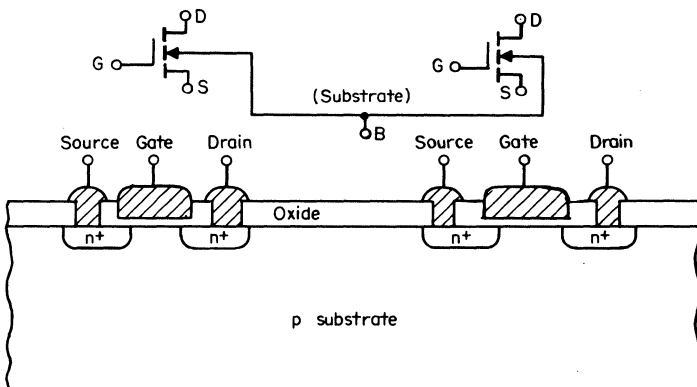 D
D
G
G
S
S
(Substrate)
B
Source Gate Drain
Source Gate Drain
Oxide
n+ n+
n+ n+
p substrate